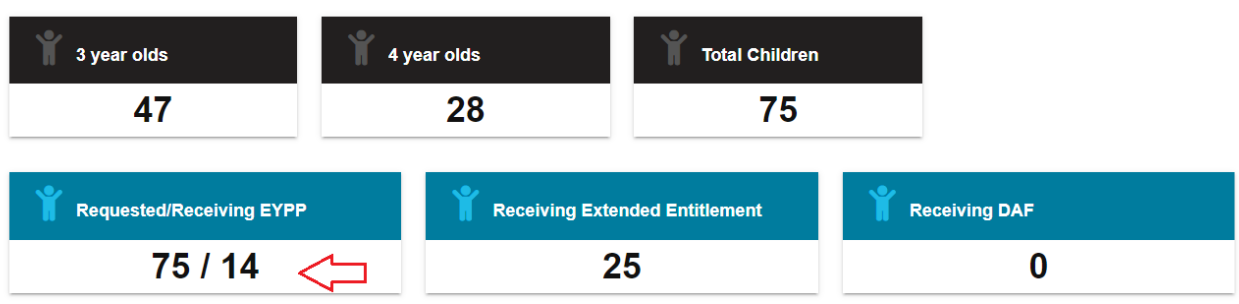 3 year olds
4 year olds
Total Children
47
28
75
Requested/Receiving EYPP
Receiving Extended Entitlement
Receiving DAF
75 / 14
25
0